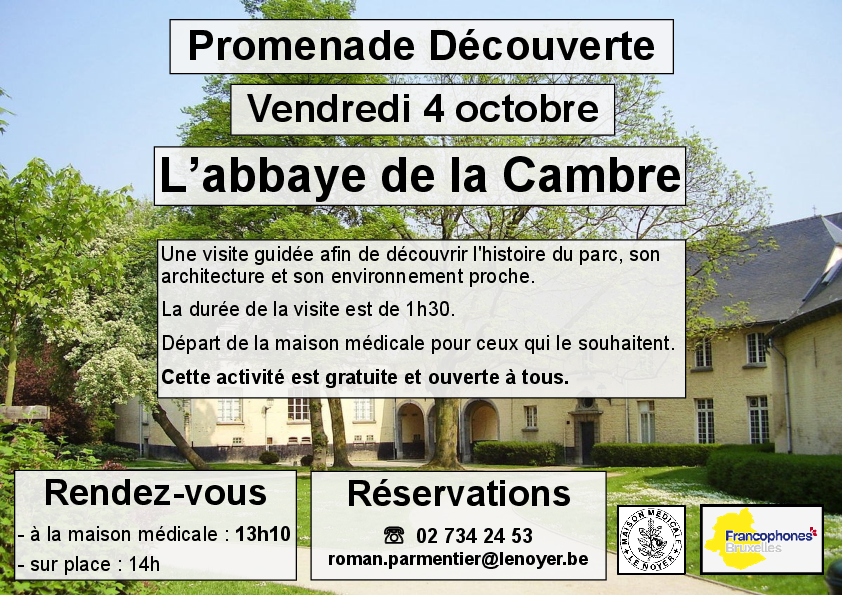 Promenade Découverte
Vendredi 4 octobre
L'abbaye de la Cambre
Une visite guidée afin de découvrir l'histoire du parc, son
architecture et son environnement proche.
La durée de la visite est de 1h30.
Départ de la maison médicale pour ceux qui le souhaitent.
Cette activité est gratuite et ouverte à tous.
Rendez-vous
- à la maison médicale : 13h10
- sur place : 14h
Réservations
☎ 02 734 24 53
roman.parmentier@lenoyer.be
MAISON MÉDICALE
LE NOYER
Francophones
Bruxelles